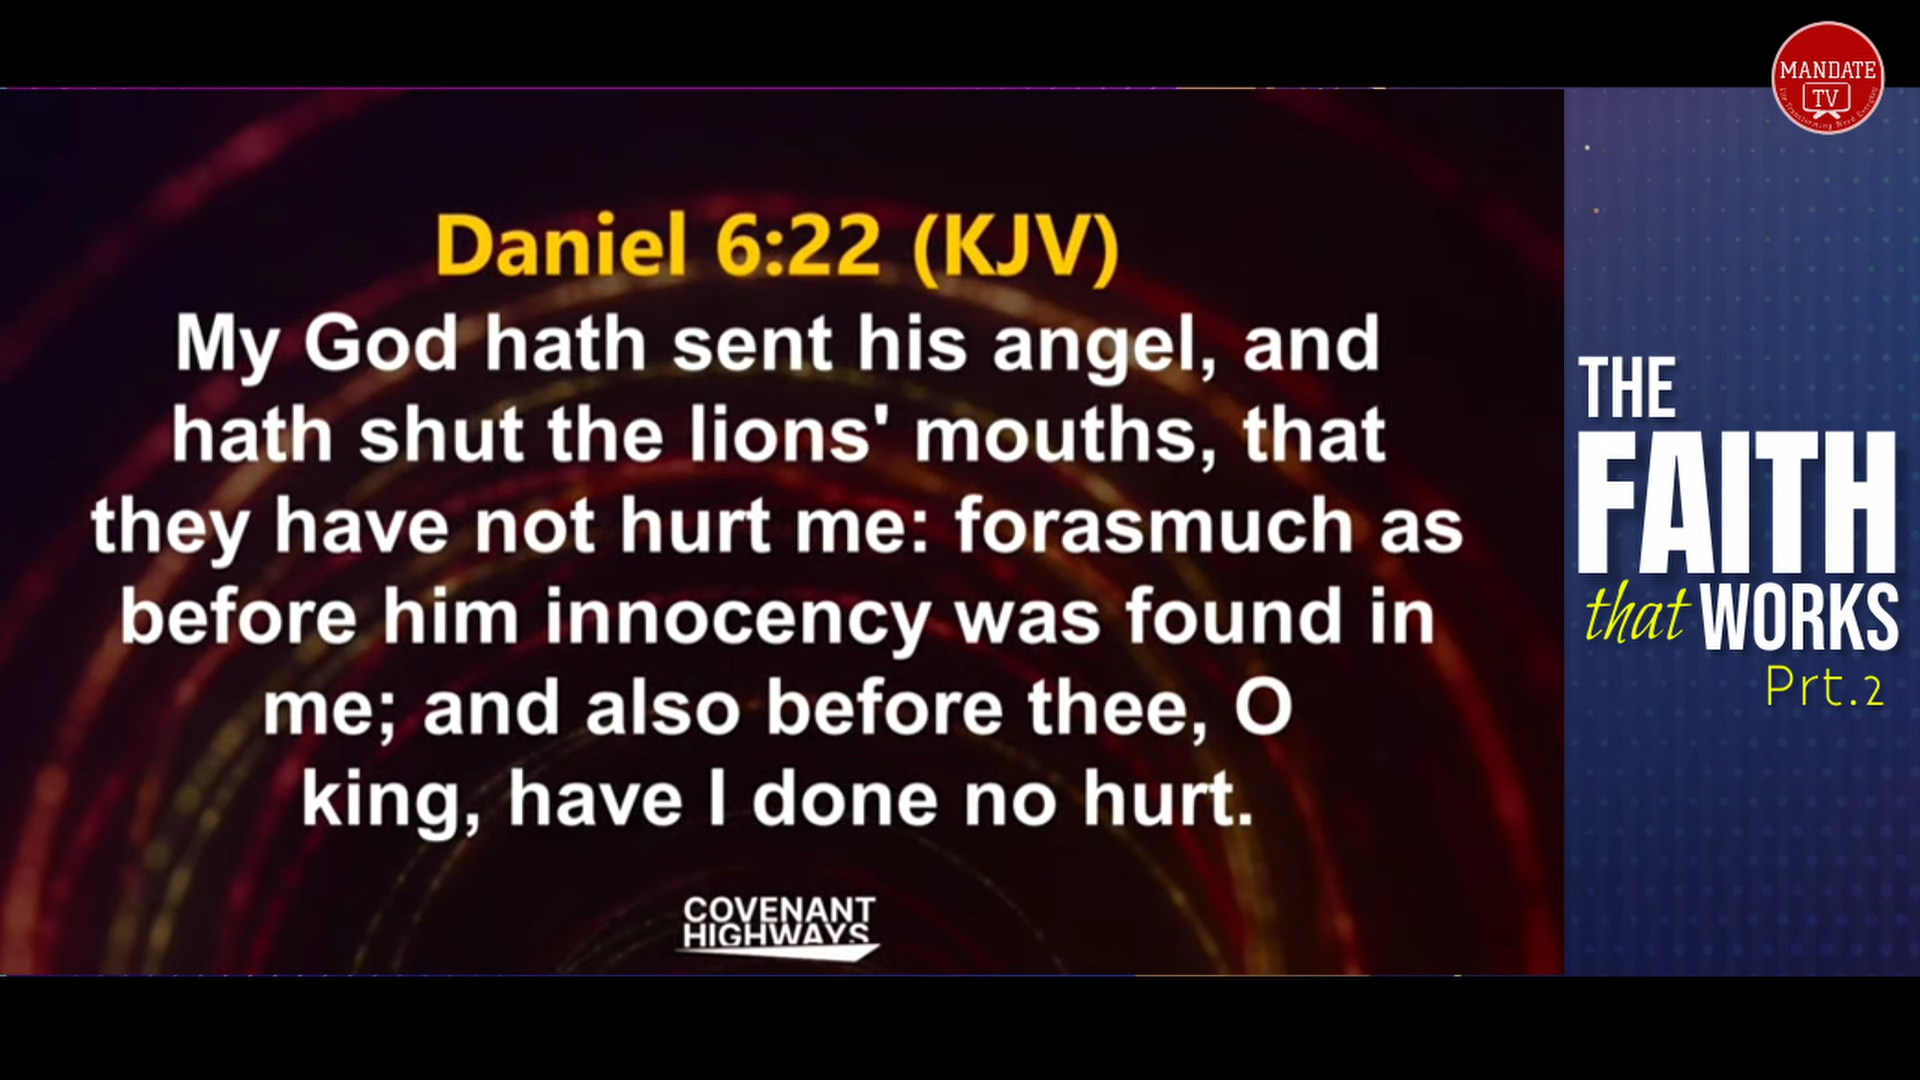 MANDATE
TV
Daniel 6:22 (KJV)
My God hath sent his angel, and
hath shut the lions' mouths, that
they have not hurt me: forasmuch as
before him innocency was found in
me; and also before thee, O
king, have I done no hurt.
COVENANT
HIGHWAYS
THE
FAITH
that WORKS
Prt.2